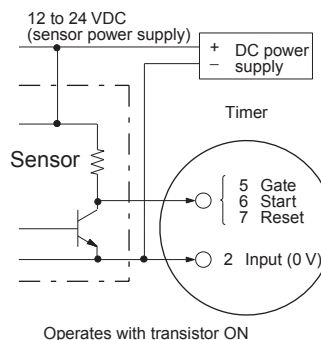 12 to 24 VDC
(sensor power supply)
+ DC power
− supply
Timer
Sensor
5 Gate
6 Start
7 Reset
2 Input (0 V)
Operates with transistor ON